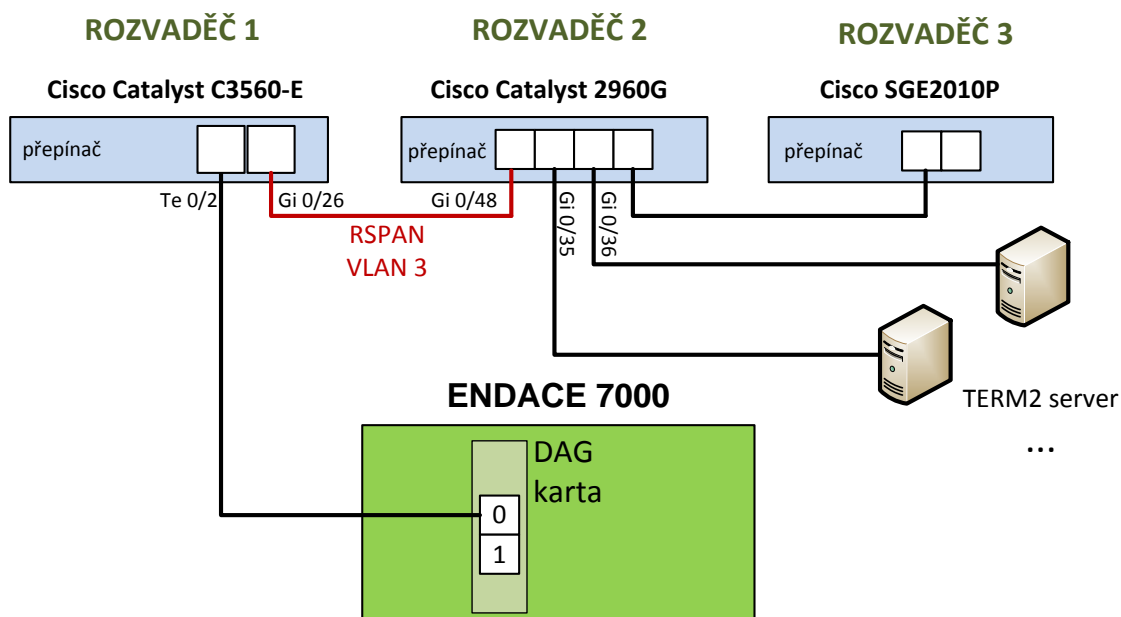 ROZVADĚČ 1
ROZVADĚČ 2
ROZVADĚČ 3
Cisco Catalyst C3560-E
Cisco Catalyst 2960G
Cisco SGE2010P
přepínač
přepínač
přepínač
Te 0/2
Gi 0/26
Gi 0/48
Gi 0/35
Gi 0/36
RSPAN
VLAN 3
TERM2 server
...
ENDACE 7000
DAG
karta
0
1